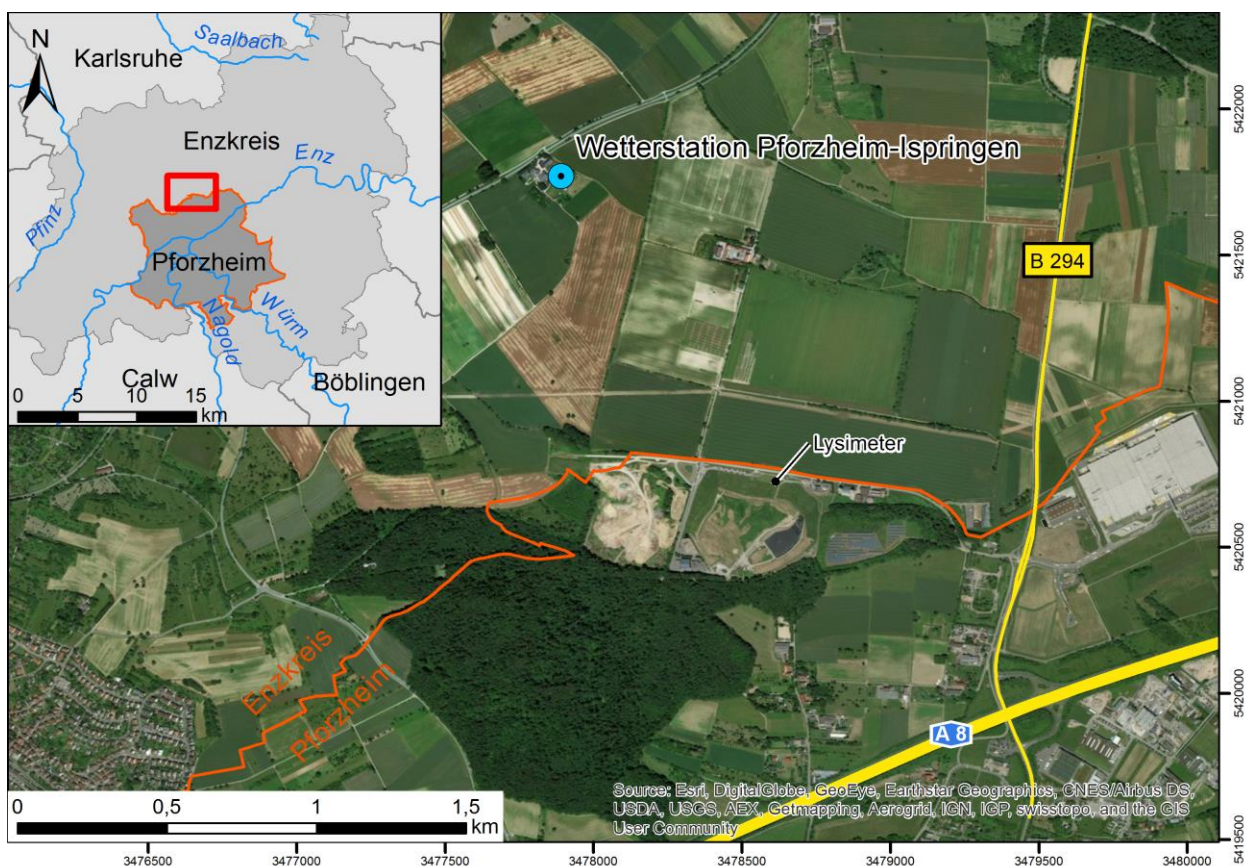 N
Saalbach
Karlsruhe
Enzkreis
Enz
Pfinz
Pforzheim
Würm
Nagold
Calw
Böblingen
0 5 10 15
km
Wetterstation Pforzheim-Ispringen
B 294
Lysimeter
Enzkreis
Pforzheim
A 8
0 0,5 1 1,5
km
Source: Esri, DigitalGlobe, GeoEye, Earthstar Geographics, CNES/Airbus DS,
USDA, USGS, AEX, Getmapping, Aerogrid, IGN, IGP, swisstopo, and the GIS
User Community
5422000
5421500
5421000
5420500
5420000
5419500
3476500 3477000 3477500 3478000 3478500 3479000 3479500 3480000